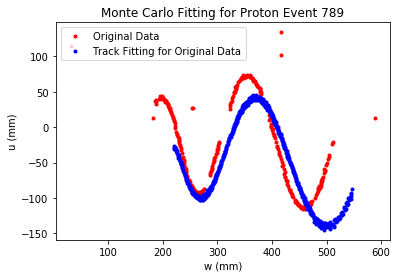 Monte Carlo Fitting for Proton Event 789
Original Data
Track Fitting for Original Data
u (mm)
100
50
0
−50
−100
−150
100
200
300
400
500
600
w (mm)